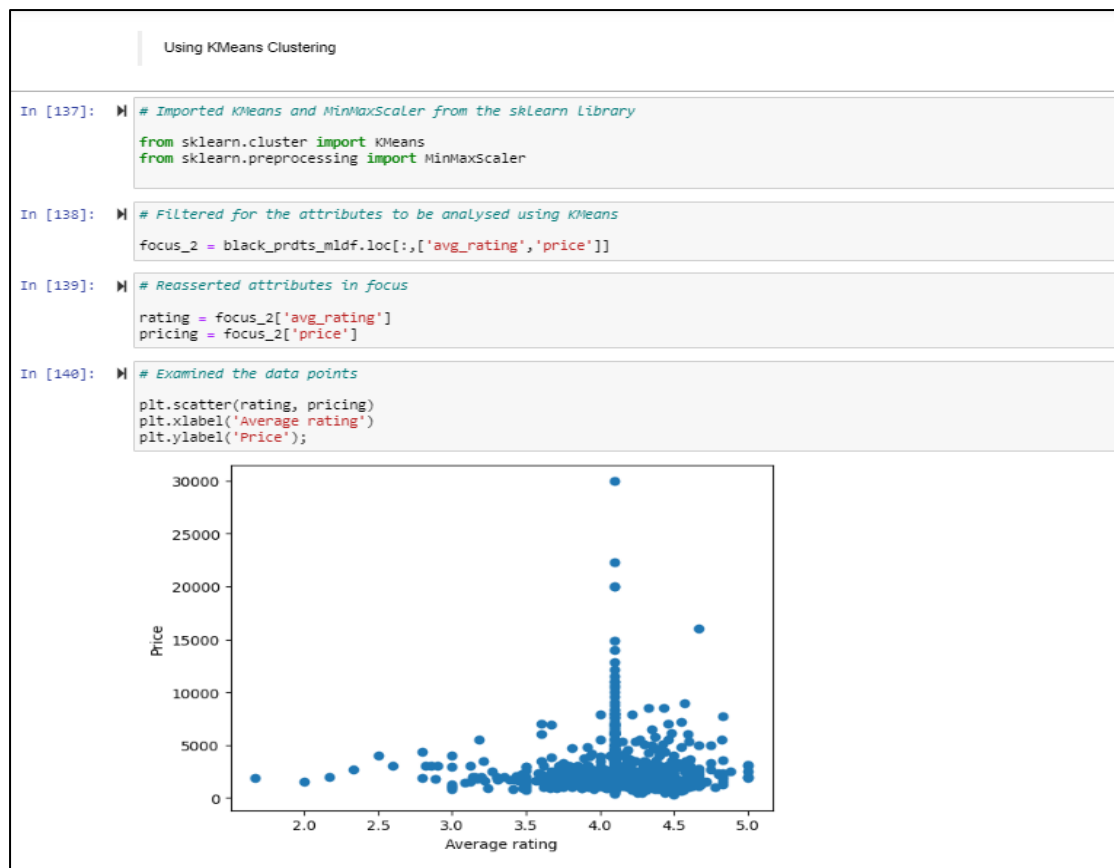 Using KMeans Clustering
In [137]:
# Imported KMeans and MinMaxScaler from the sklearn library
from sklearn.cluster import KMeans
from sklearn.preprocessing import MinMaxScaler
In [138]:
# Filtered for the attributes to be analysed using KMeans
focus_2 = black_prdts_mldf.loc[:,['avg_rating','price']]
In [139]:
# Reasserted attributes in focus
rating = focus_2['avg_rating']
pricing = focus_2['price']
In [140]:
# Examined the data points
plt.scatter(rating, pricing)
plt.xlabel('Average rating')
plt.ylabel('Price');
30000
25000
20000
15000
10000
5000
0
Price
2.0 2.5 3.0 3.5 4.0 4.5 5.0
Average rating